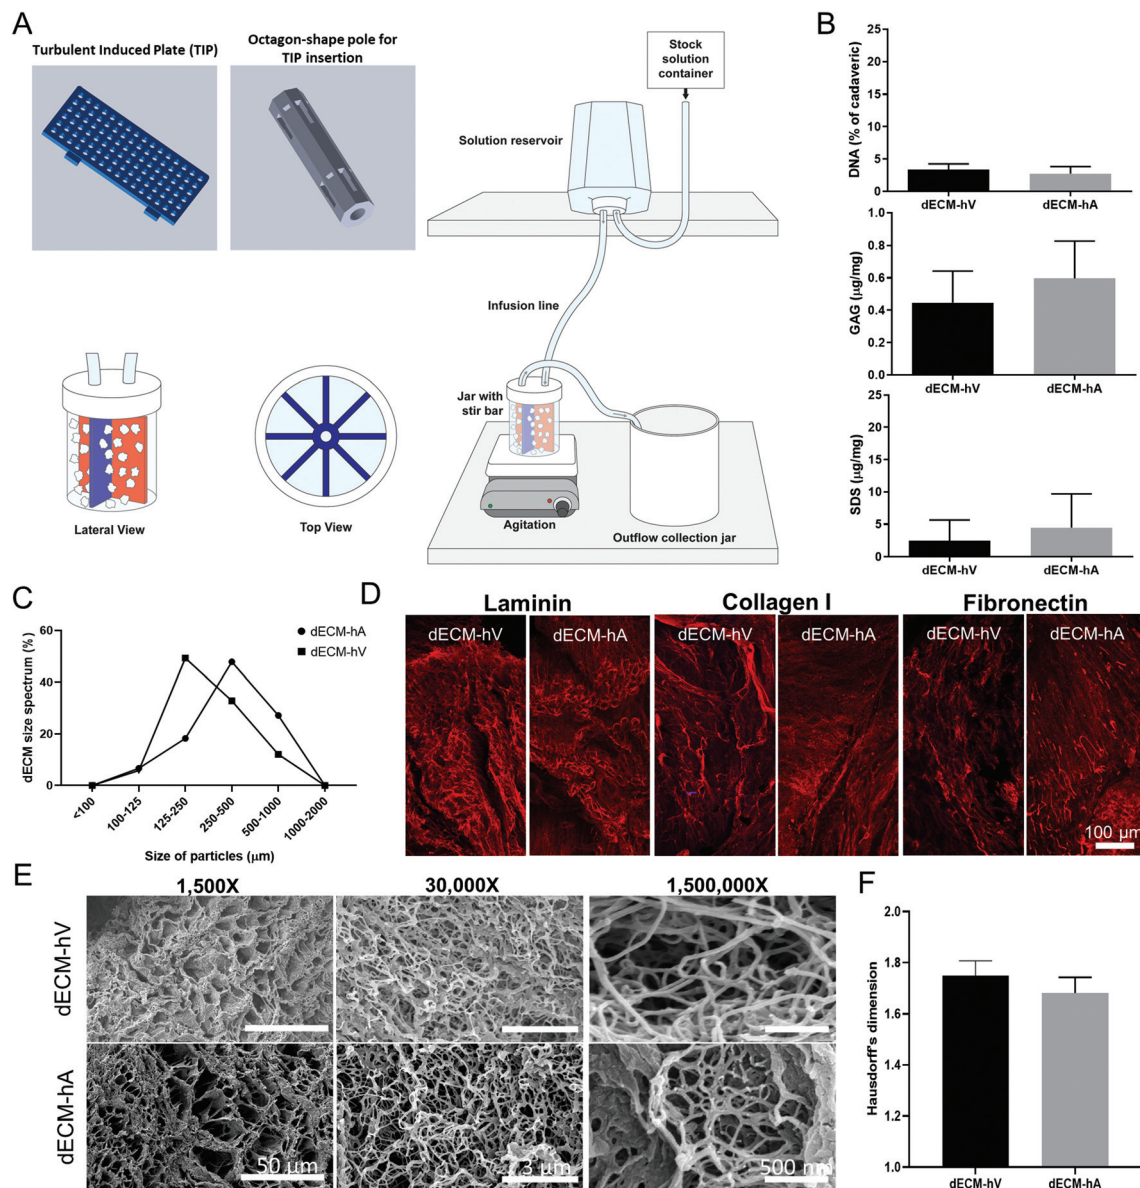 A
Turbulent Induced Plate (TIP)
Octagon-shape pole for
TIP insertion
Stock
solution
container
Solution reservoir
Infusion line
Jar with
stir bar
Agitation
Outflow collection jar
Lateral View
Top View
B
DNA (% of cadaveric)
25
20
15
10
5
0
dECM-hV
dECM-hA
GAG (μg/mg)
1.0
0.8
0.6
0.4
0.2
0.0
dECM-hV
dECM-hA
SDS (μg/mg)
25
20
15
10
5
0
dECM-hV
dECM-hA
C
dECM size spectrum (%)
60
40
20
0
dECM-hA
dECM-hV
<100
100-125
125-250
250-500
500-1000
1000-2000
Size of particles (μm)
D
Laminin
Collagen I
Fibronectin
dECM-hV
dECM-hA
dECM-hV
dECM-hA
dECM-hV
dECM-hA
100 μm
E
1,500X
30,000X
1,500,000X
dECM-hV
dECM-hA
50 μm
3 μm
500 nm
F
Hausdorff's dimension
2.0
1.8
1.6
1.4
1.2
1.0
dECM-hV
dECM-hA